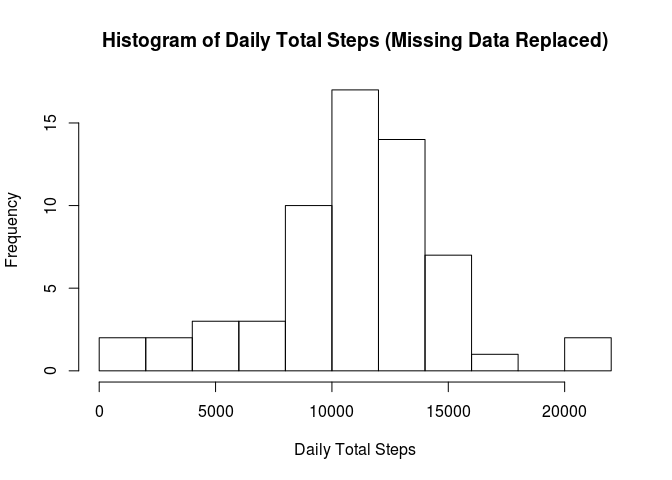 Histogram of Daily Total Steps (Missing Data Replaced)
Frequency
15
10
5
0
0 5000 10000 15000 20000
Daily Total Steps